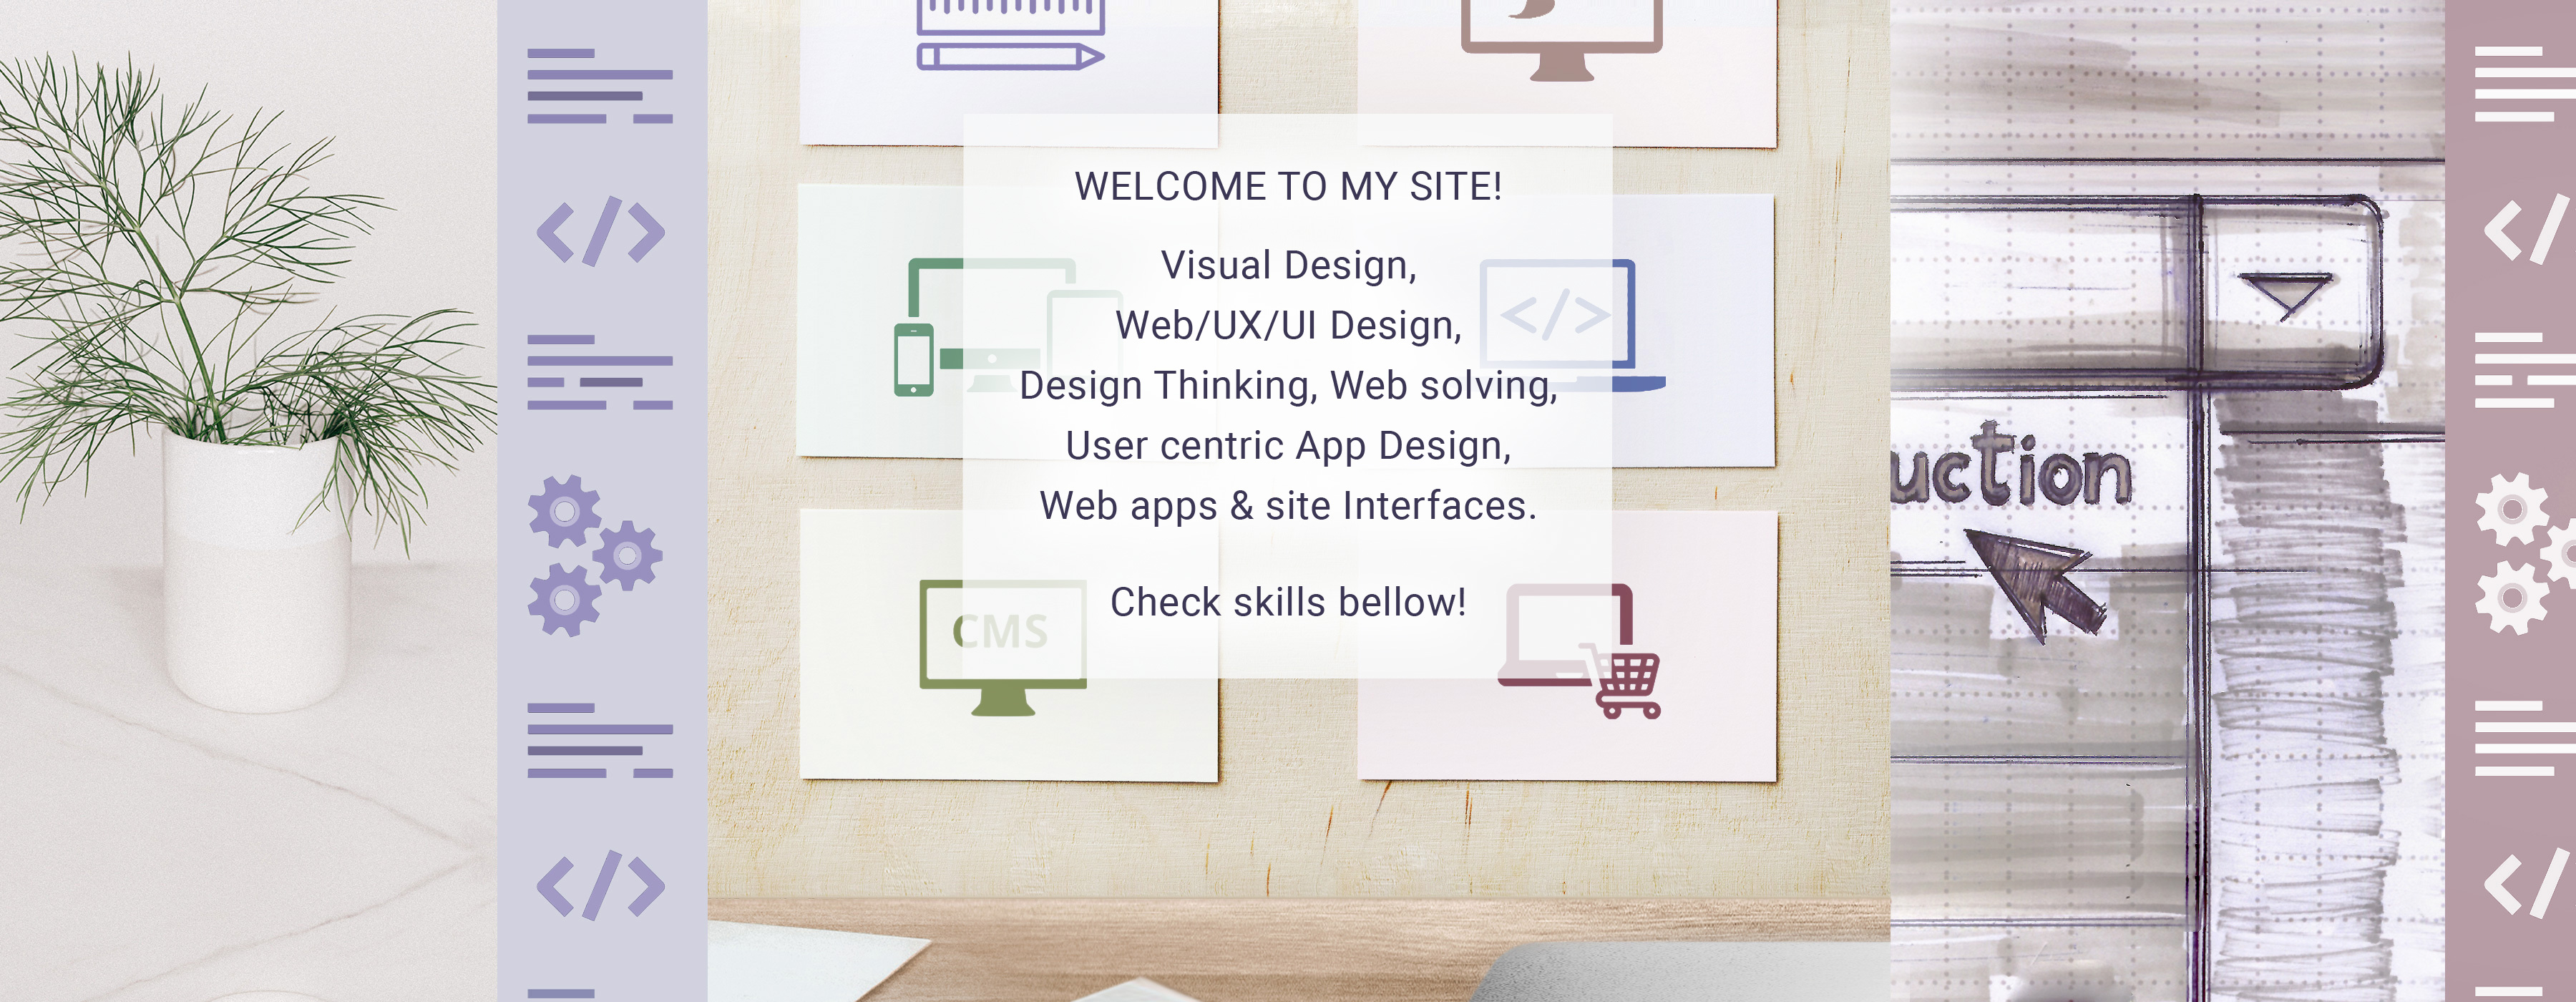 WELCOME TO MY SITE!
Visual Design,
Web/UX/UI Design,
Design Thinking, Web solving,
User centric App Design,
Web apps & site Interfaces.
Check skills bellow!
CMS
uction